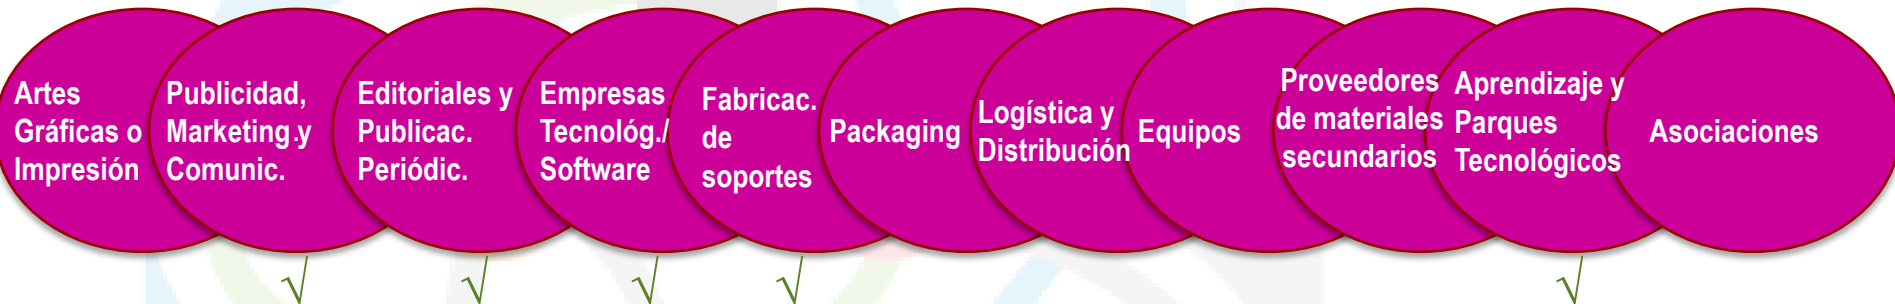 Artes
Gráficas o
Impresión
Publicidad,
Marketing.y
Comunic.
Editoriales y
Publicac.
Periódic.
Empresas
Tecnológ./
Software
Fabricac.
de
soportes
Packaging
Logística y
Distribución
Equipos
Proveedores
de materiales
secundarios
Aprendizaje y
Parques
Tecnológicos
Asociaciones
√ √ √ √ √